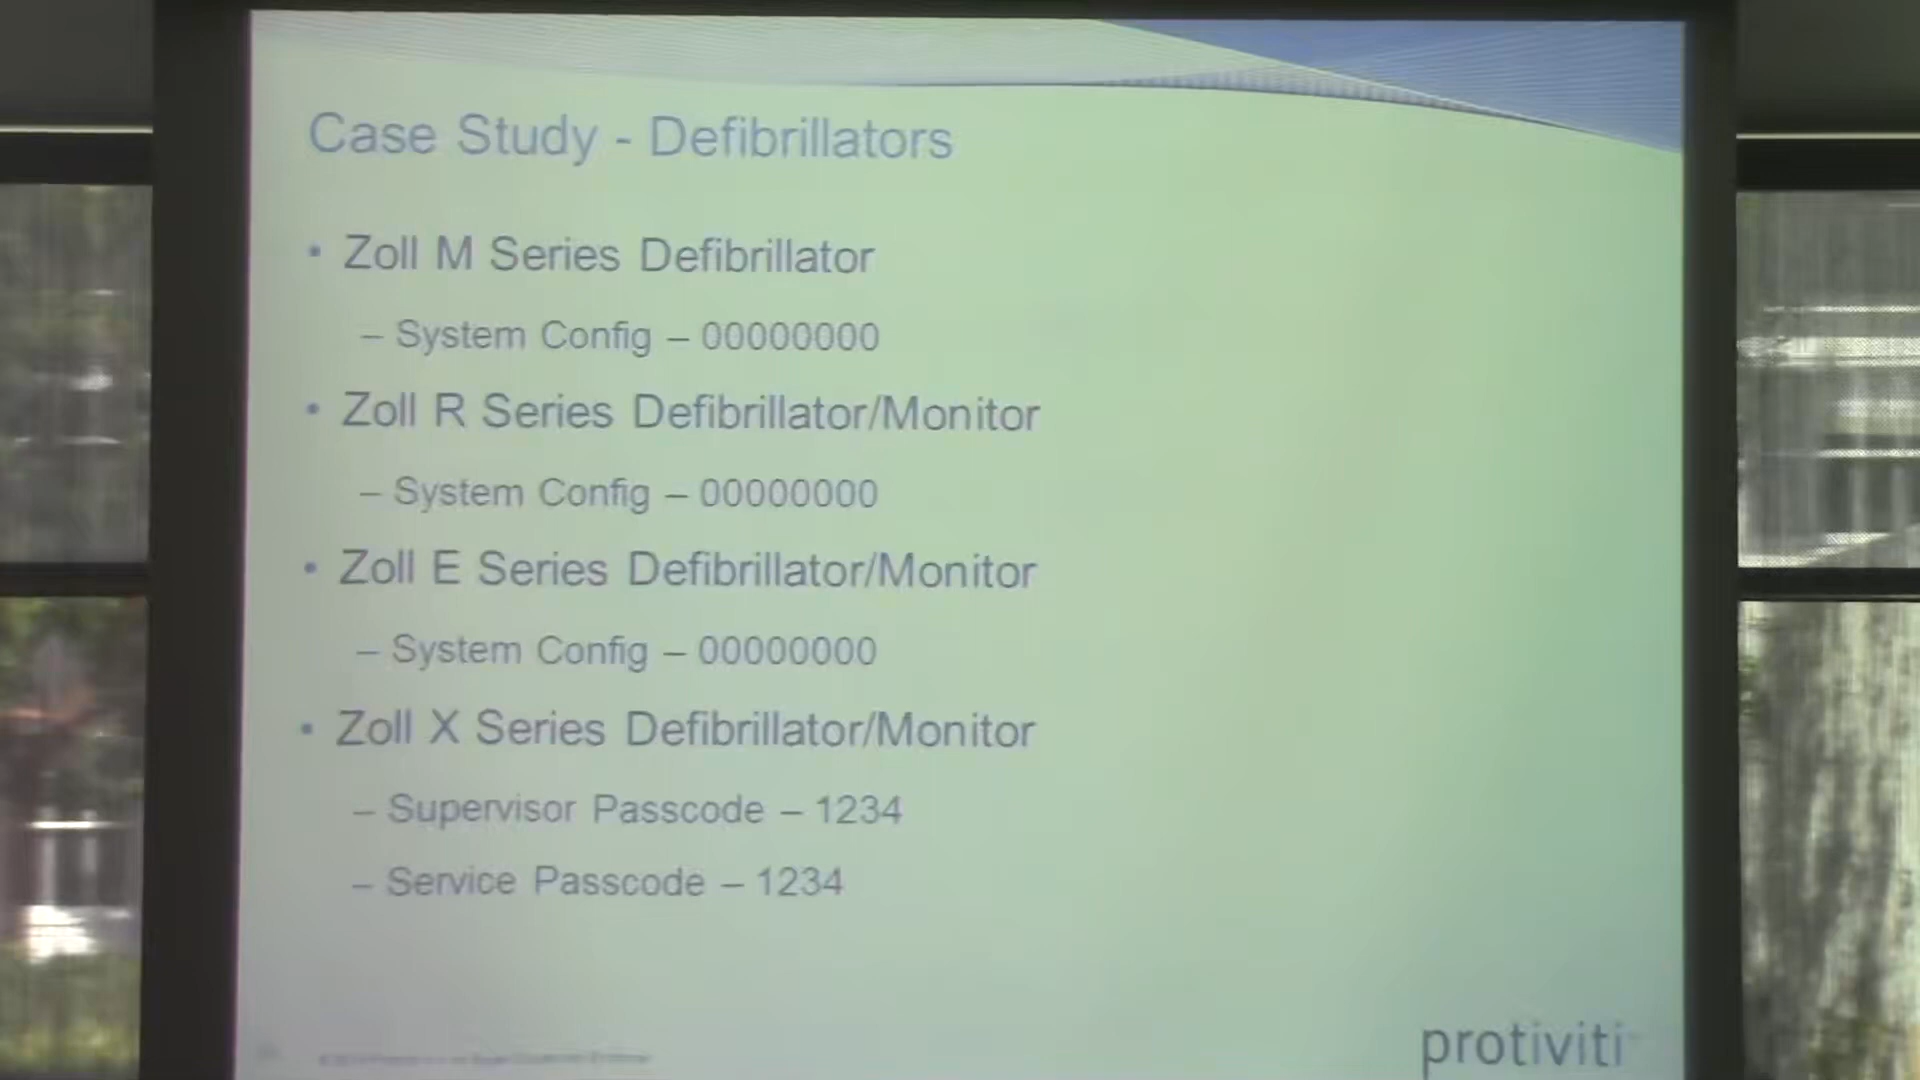 Case Study - Defibrillators
• Zoll M Series Defibrillator
– System Config – 00000000
• Zoll R Series Defibrillator/Monitor
– System Config – 00000000
• Zoll E Series Defibrillator/Monitor
– System Config – 00000000
• Zoll X Series Defibrillator/Monitor
– Supervisor Passcode – 1234
– Service Passcode – 1234
protiviti